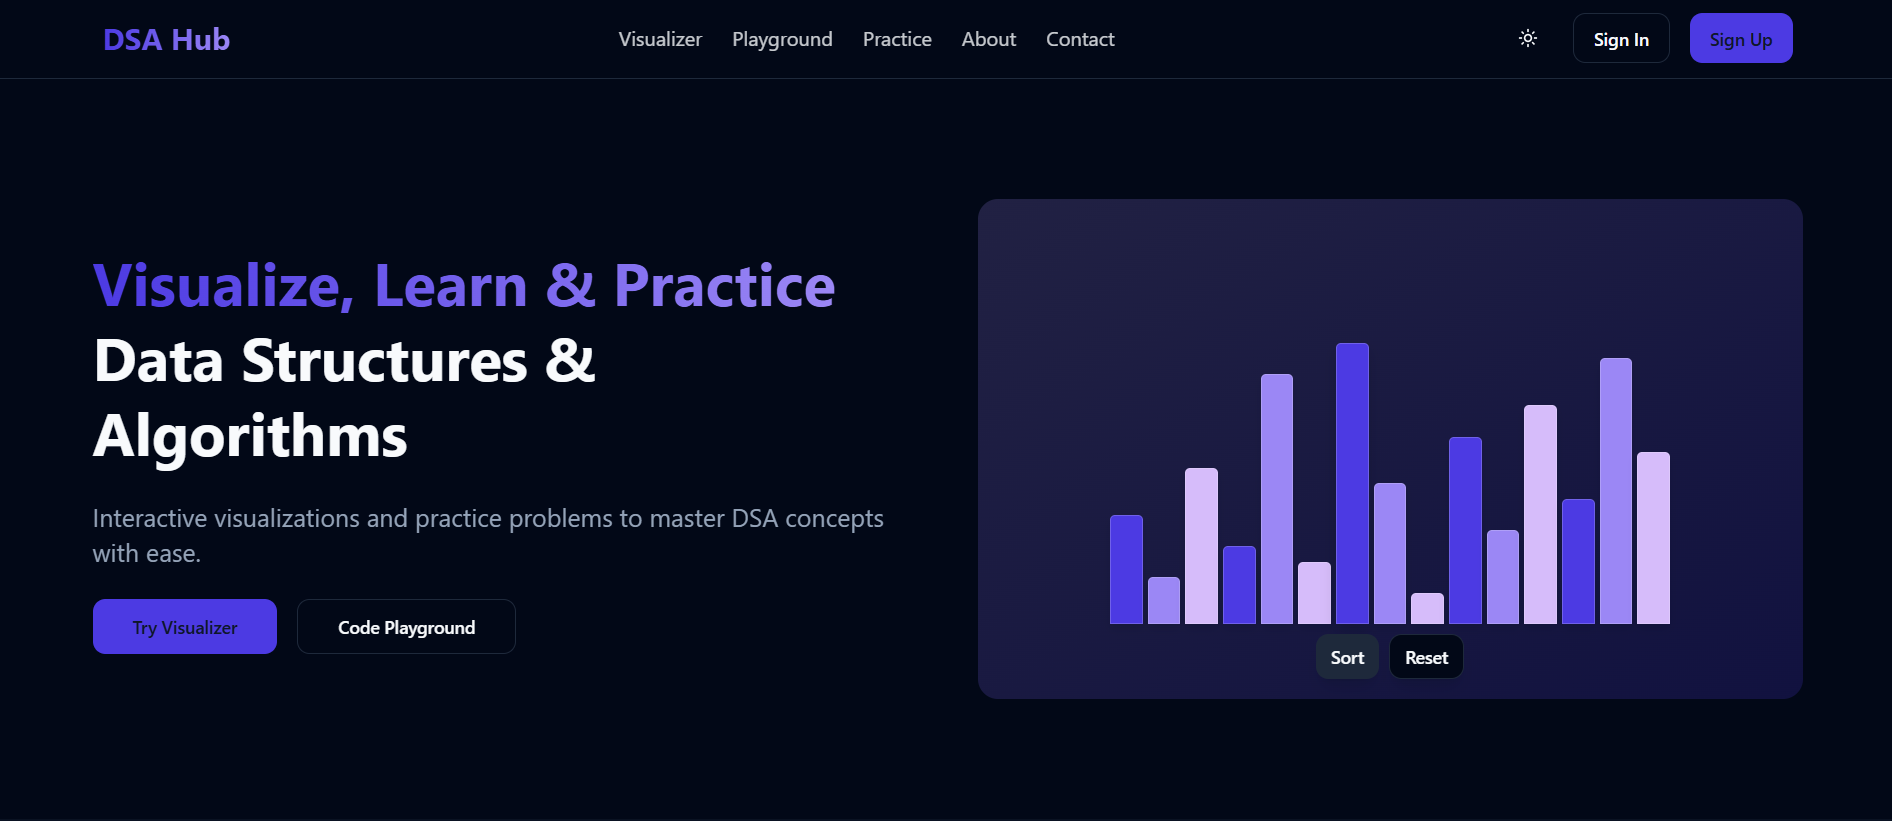 DSA Hub
Visualizer Playground Practice About Contact
Sign In
Sign Up
Visualize, Learn & Practice
Data Structures &
Algorithms
Interactive visualizations and practice problems to master DSA concepts
with ease.
Try Visualizer
Code Playground
Sort
Reset